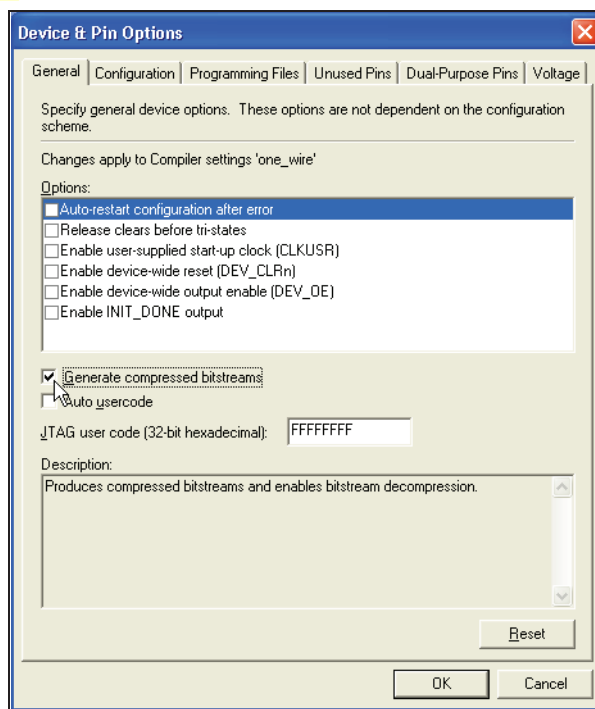 Device & Pin Options
General
Configuration
Programming Files
Unused Pins
Dual-Purpose Pins
Voltage
Specify general device options. These options are not dependent on the configuration
scheme.
Changes apply to Compiler settings 'one_wire'
Options:
Auto-restart configuration after error
Release clears before tri-states
Enable user-supplied start-up clock (CLKUSR)
Enable device-wide reset (DEV_CLRn)
Enable device-wide output enable (DEV_OE)
Enable INIT_DONE output
Generate compressed bitstreams
Auto usercode
JTAG user code (32-bit hexadecimal): FFFFFFFF
Description:
Produces compressed bitstreams and enables bitstream decompression.
Reset
OK
Cancel